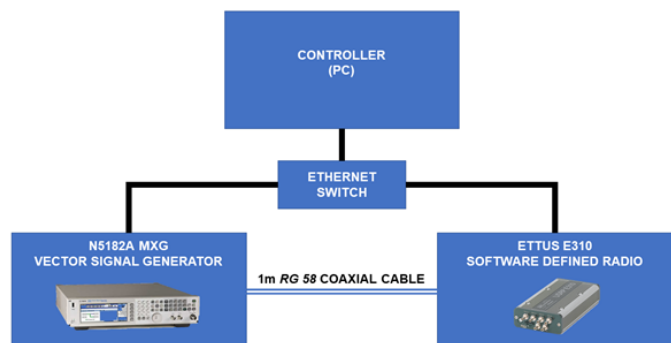 CONTROLLER
(PC)
ETHERNET
SWITCH
N5182A MXG
VECTOR SIGNAL GENERATOR
1m RG 58 COAXIAL CABLE
ETTUS E310
SOFTWARE DEFINED RADIO